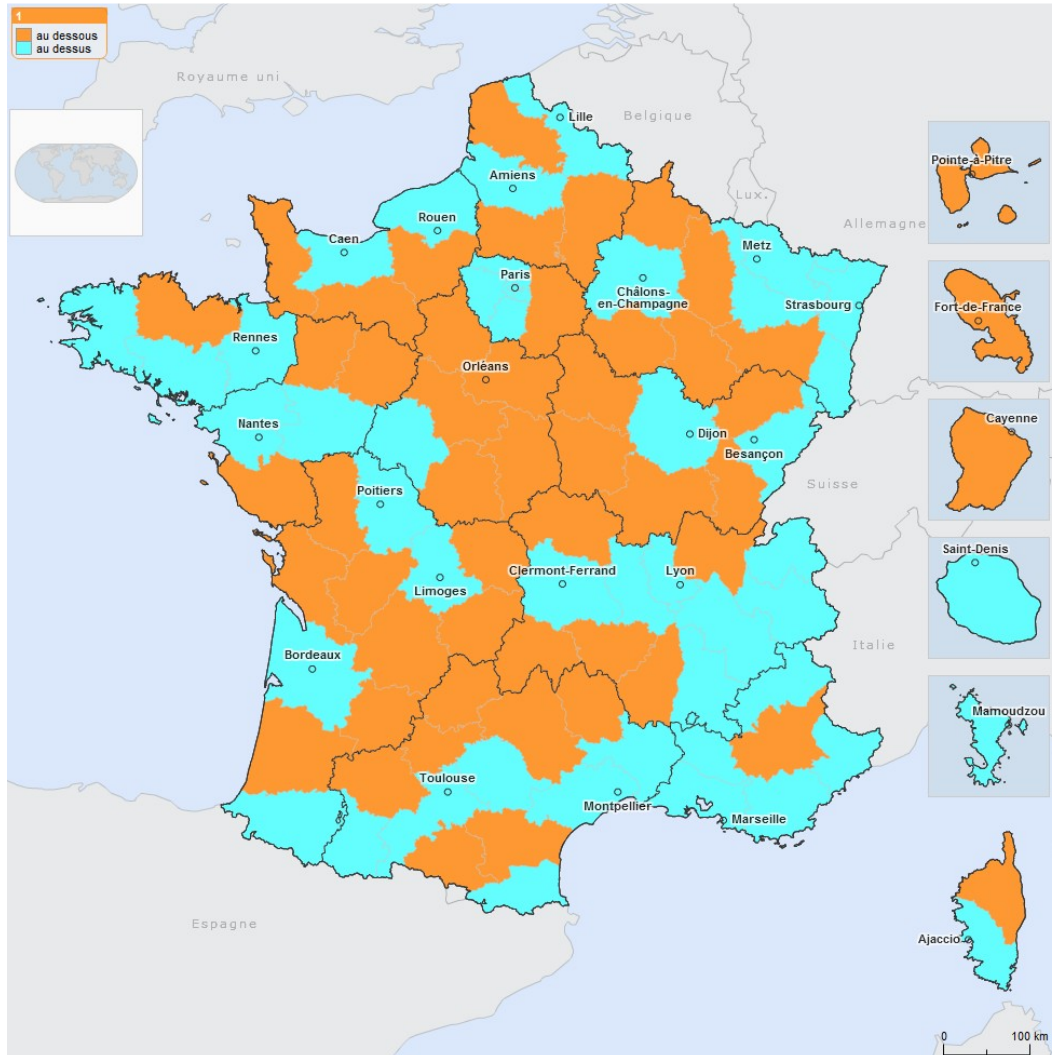 1
au dessous
au dessus
Royaume uni
Belgique
Lille
Amiens
Lux.
Allemagne
Pointe-à-Pitre
Rouen
Caen
Metz
Paris
Châlons-
en-Champagne
Strasbourg
Fort-de-France
Rennes
Orléans
Nantes
Dijon
Besançon
Cayenne
Suisse
Poitiers
Saint-Denis
Clermont-Ferrand
Lyon
Limoges
Italie
Bordeaux
Mamoudzou
Toulouse
Montpellier
Marseille
Espagne
Ajaccio
0 100 km